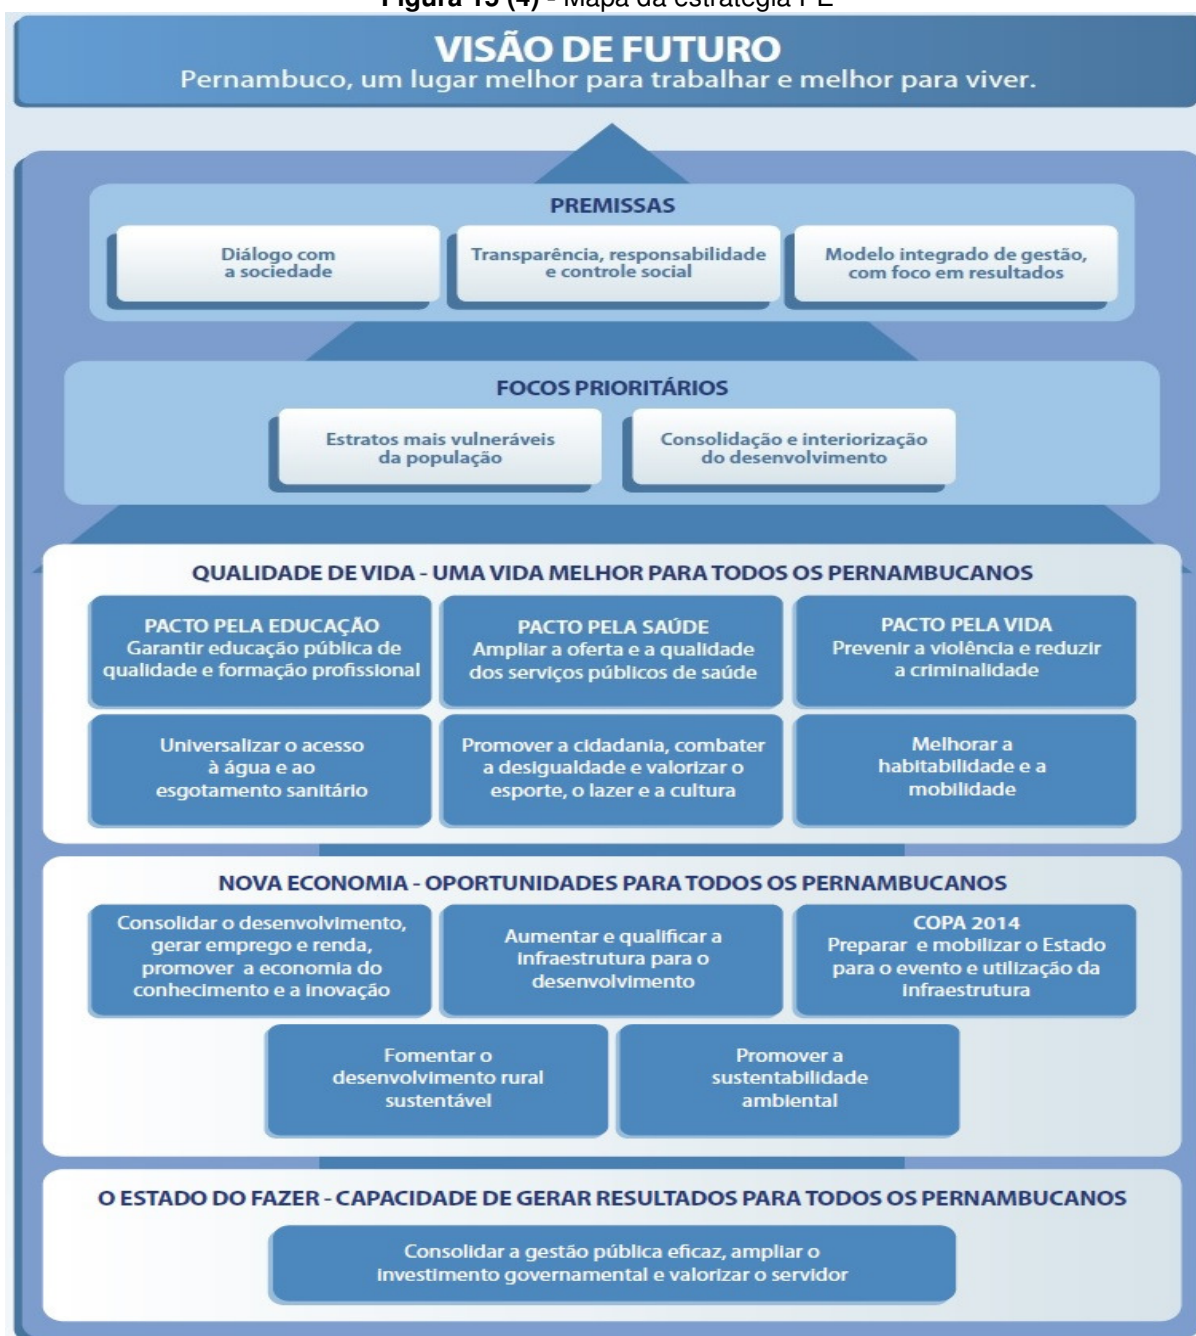 Figura 15 (4) - Mapa da estratégia PE
VISÃO DE FUTURO
Pernambuco, um lugar melhor para trabalhar e melhor para viver.
PREMISSAS
Diálogo com
a sociedade
Transparência, responsabilidade
e controle social
Modelo integrado de gestão,
com foco em resultados
FOCOS PRIORITÁRIOS
Estratos mais vulneráveis
da população
Consolidação e interiorização
do desenvolvimento
QUALIDADE DE VIDA - UMA VIDA MELHOR PARA TODOS OS PERNAMBUCANOS
PACTO PELA EDUCAÇÃO
Garantir educação pública de
qualidade e formação profissional
PACTO PELA SAÚDE
Ampliar a oferta e a qualidade
dos serviços públicos de saúde
PACTO PELA VIDA
Prevenir a violência e reduzir
a criminalidade
Universalizar o acesso
à água e ao
esgotamento sanitário
Promover a cidadania, combater
a desigualdade e valorizar o
esporte, o lazer e a cultura
Melhorar a
habitabilidade e a
mobilidade
NOVA ECONOMIA - OPORTUNIDADES PARA TODOS OS PERNAMBUCANOS
Consolidar o desenvolvimento,
gerar emprego e renda,
promover a economia do
conhecimento e a inovação
Aumentar e qualificar a
infraestrutura para o
desenvolvimento
COPA 2014
Preparar e mobilizar o Estado
para o evento e utilização da
infraestrutura
Fomentar o
desenvolvimento rural
sustentável
Promover a
sustentabilidade
ambiental
O ESTADO DO FAZER - CAPACIDADE DE GERAR RESULTADOS PARA TODOS OS PERNAMBUCANOS
Consolidar a gestão pública eficaz, ampliar o
investimento governamental e valorizar o servidor